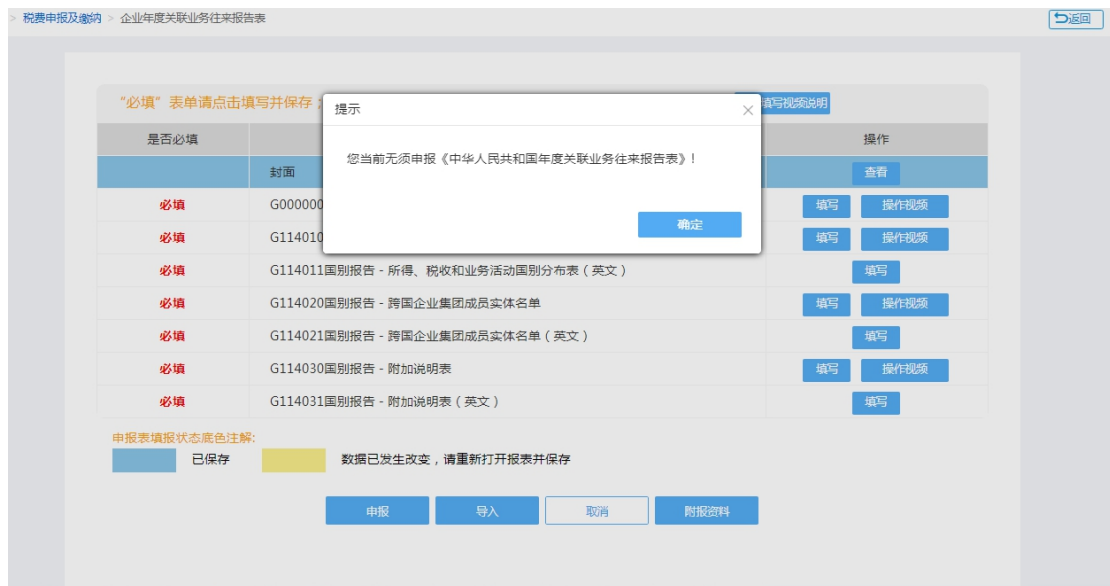 > 税费申报及缴纳 > 企业年度关联业务往来报告表
返回
“必填”表单请点击填写并保存
填写视频说明
提示
您当前无须申报《中华人民共和国年度关联业务往来报告表》!
确定
是否必填 操作
封面 查看
必填 G000000 填写 操作视频
必填 G114010 填写 操作视频
必填 G114011国别报告 - 所得、税收和业务活动国别分布表(英文) 填写
必填 G114020国别报告 - 跨国企业集团成员实体名单 填写 操作视频
必填 G114021国别报告 - 跨国企业集团成员实体名单(英文) 填写
必填 G114030国别报告 - 附加说明表 填写 操作视频
必填 G114031国别报告 - 附加说明表(英文) 填写
申报表填报状态底色注解:
已保存 数据已发生改变,请重新打开报表并保存
申报 导入 取消 附报资料